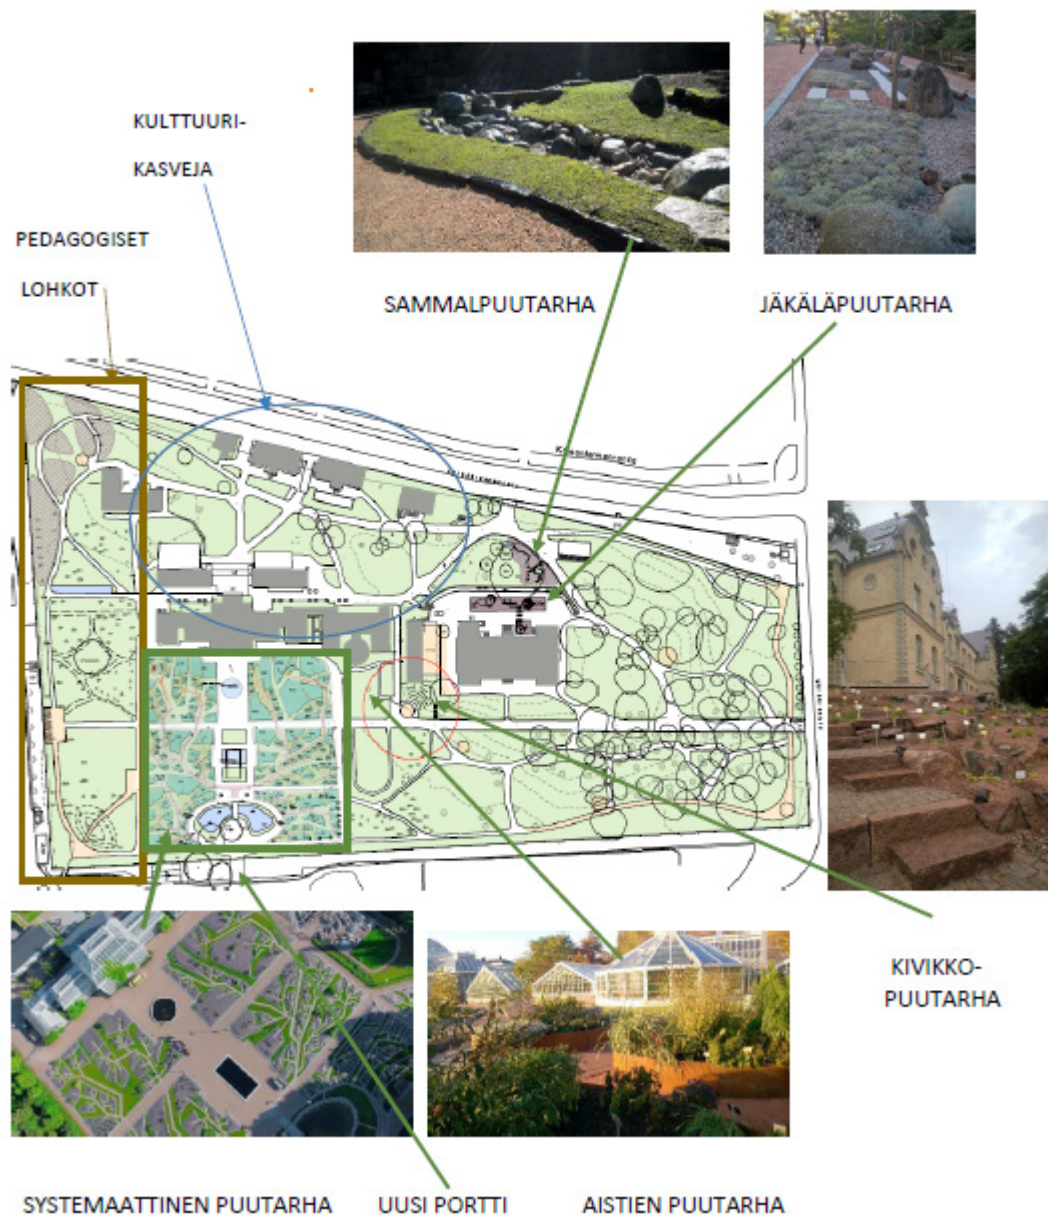 KULTTUURI-
KASVEJA
PEDAGOGISET
LOHKOT
SAMMALPUUTARHA
JÄKÄLÄPUUTARHA
KIVIKKO-
PUUTARHA
SYSTEMAATTINEN PUUTARHA
UUSI PORTTI
AISTIEN PUUTARHA